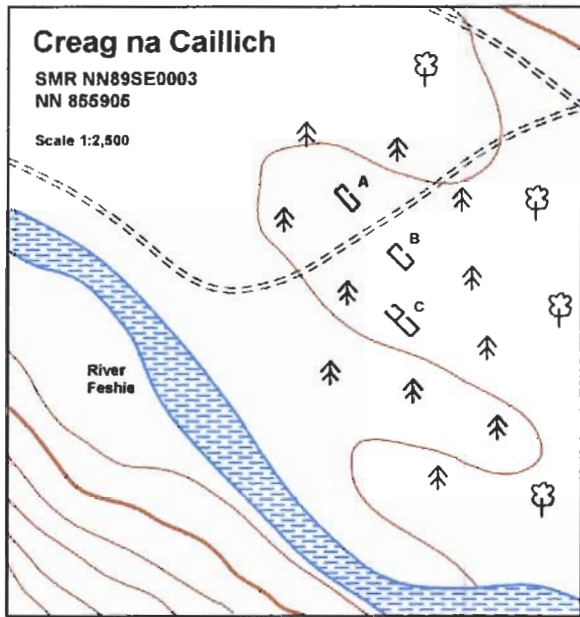 Creag na Caillich
SMR NN89SE0003
NN 855905
Scale 1:2,500
A
B
C
River
Feshie